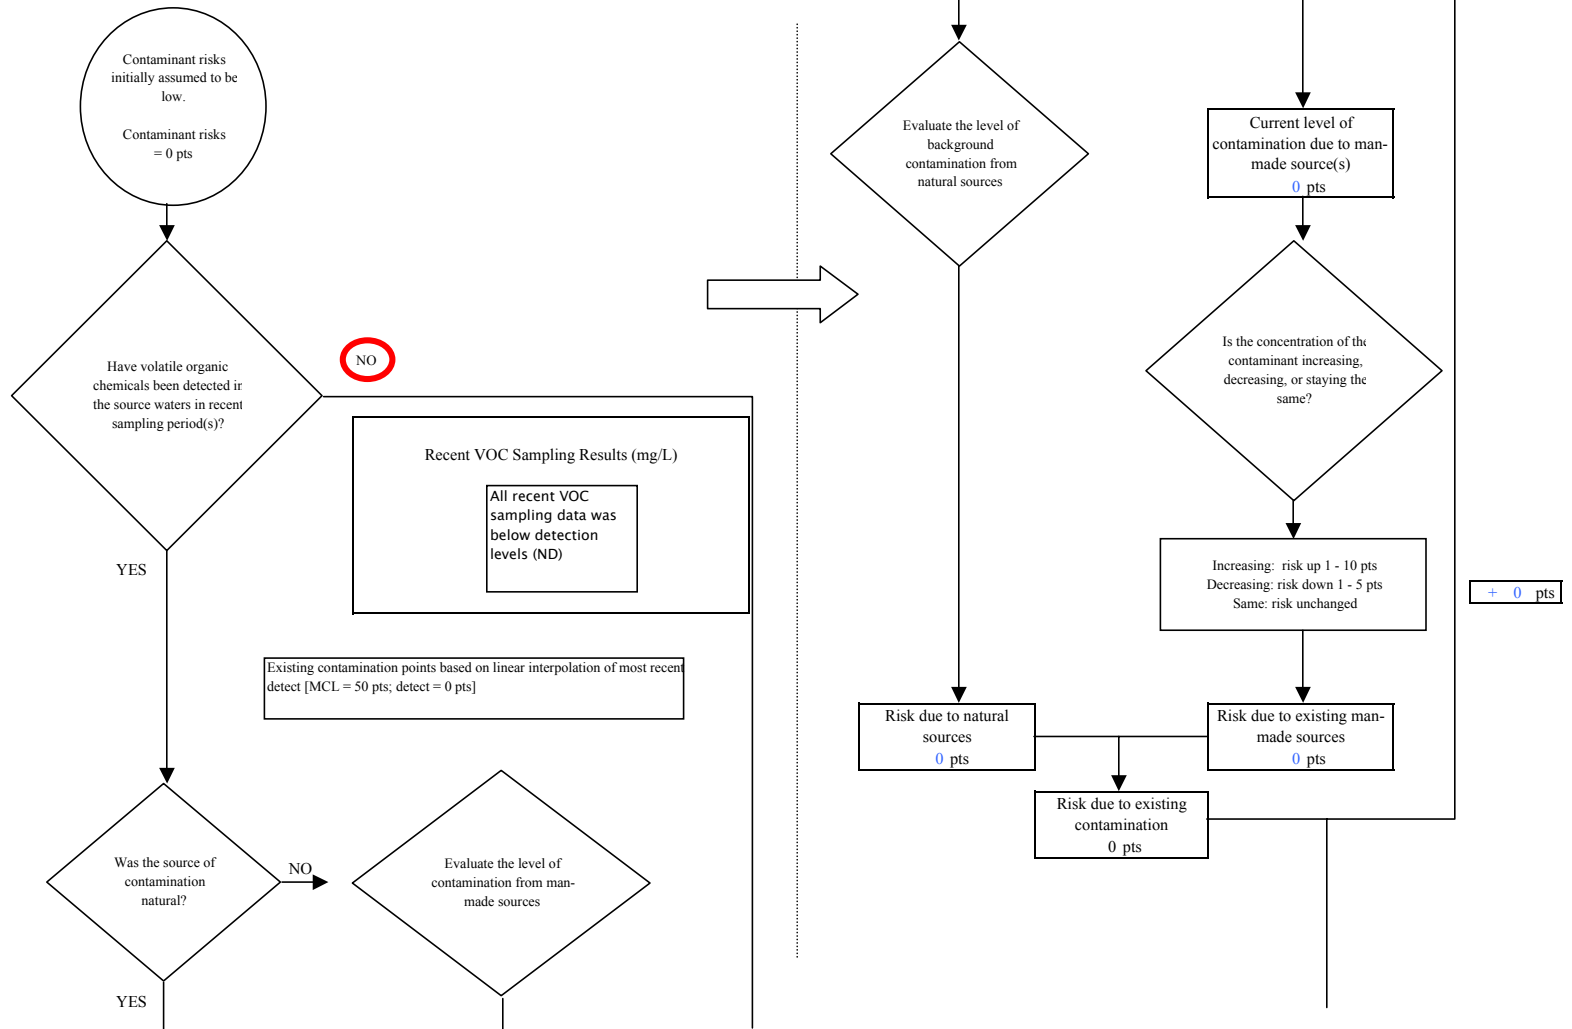 Contaminant risks
initially assumed to be
low.
Contaminant risks
= 0 pts
Have volatile organic
chemicals been detected in
the source waters in recent
sampling period(s)?
NO
YES
Recent VOC Sampling Results (mg/L)
All recent VOC
sampling data was
below detection
levels (ND)
Existing contamination points based on linear interpolation of most recent
detect [MCL = 50 pts; detect = 0 pts]
Was the source of
contamination
natural?
NO
YES
Evaluate the level of
contamination from man-
made sources
Evaluate the level of
background
contamination from
natural sources
Current level of
contamination due to man-
made source(s)
0 pts
Is the concentration of the
contaminant increasing,
decreasing, or staying the
same?
Increasing: risk up 1 - 10 pts
Decreasing: risk down 1 - 5 pts
Same: risk unchanged
+ 0 pts
Risk due to natural
sources
0 pts
Risk due to existing man-
made sources
0 pts
Risk due to existing
contamination
0 pts